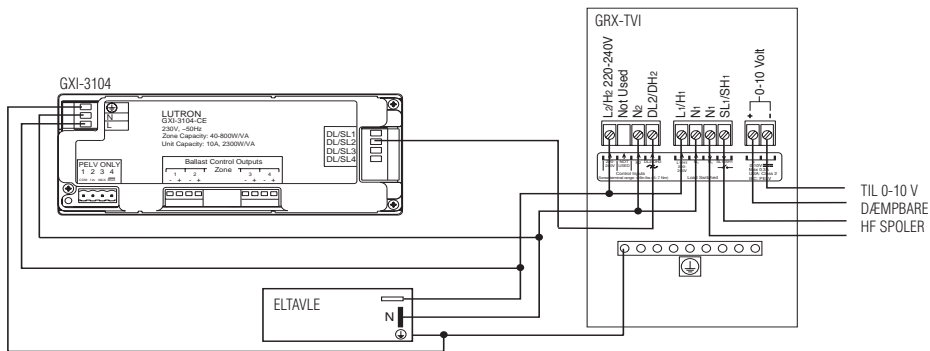 GXI-3104
N
L
LUTRON
GXI-3104-CE
230V, ~50Hz
Zone Capacity: 40-800W/VA
Unit Capacity: 10A, 2300W/VA
DL/SL1
DL/SL2
DL/SL3
DL/SL4
PELV ONLY
1 2 3 4
Ballast Control Outputs
Zone
1 2 3 4
- + - + - + - +
GRX-TVI
L2/H2 220-240V
Not Used
N2
DL2/DH2
L1/H1
N1
N1
SL1/SH1
0-10 Volt
+ -
Control Inputs
TIL 0-10 V
DÆMPBARE
HF SPOLER
ELTAVLE
N